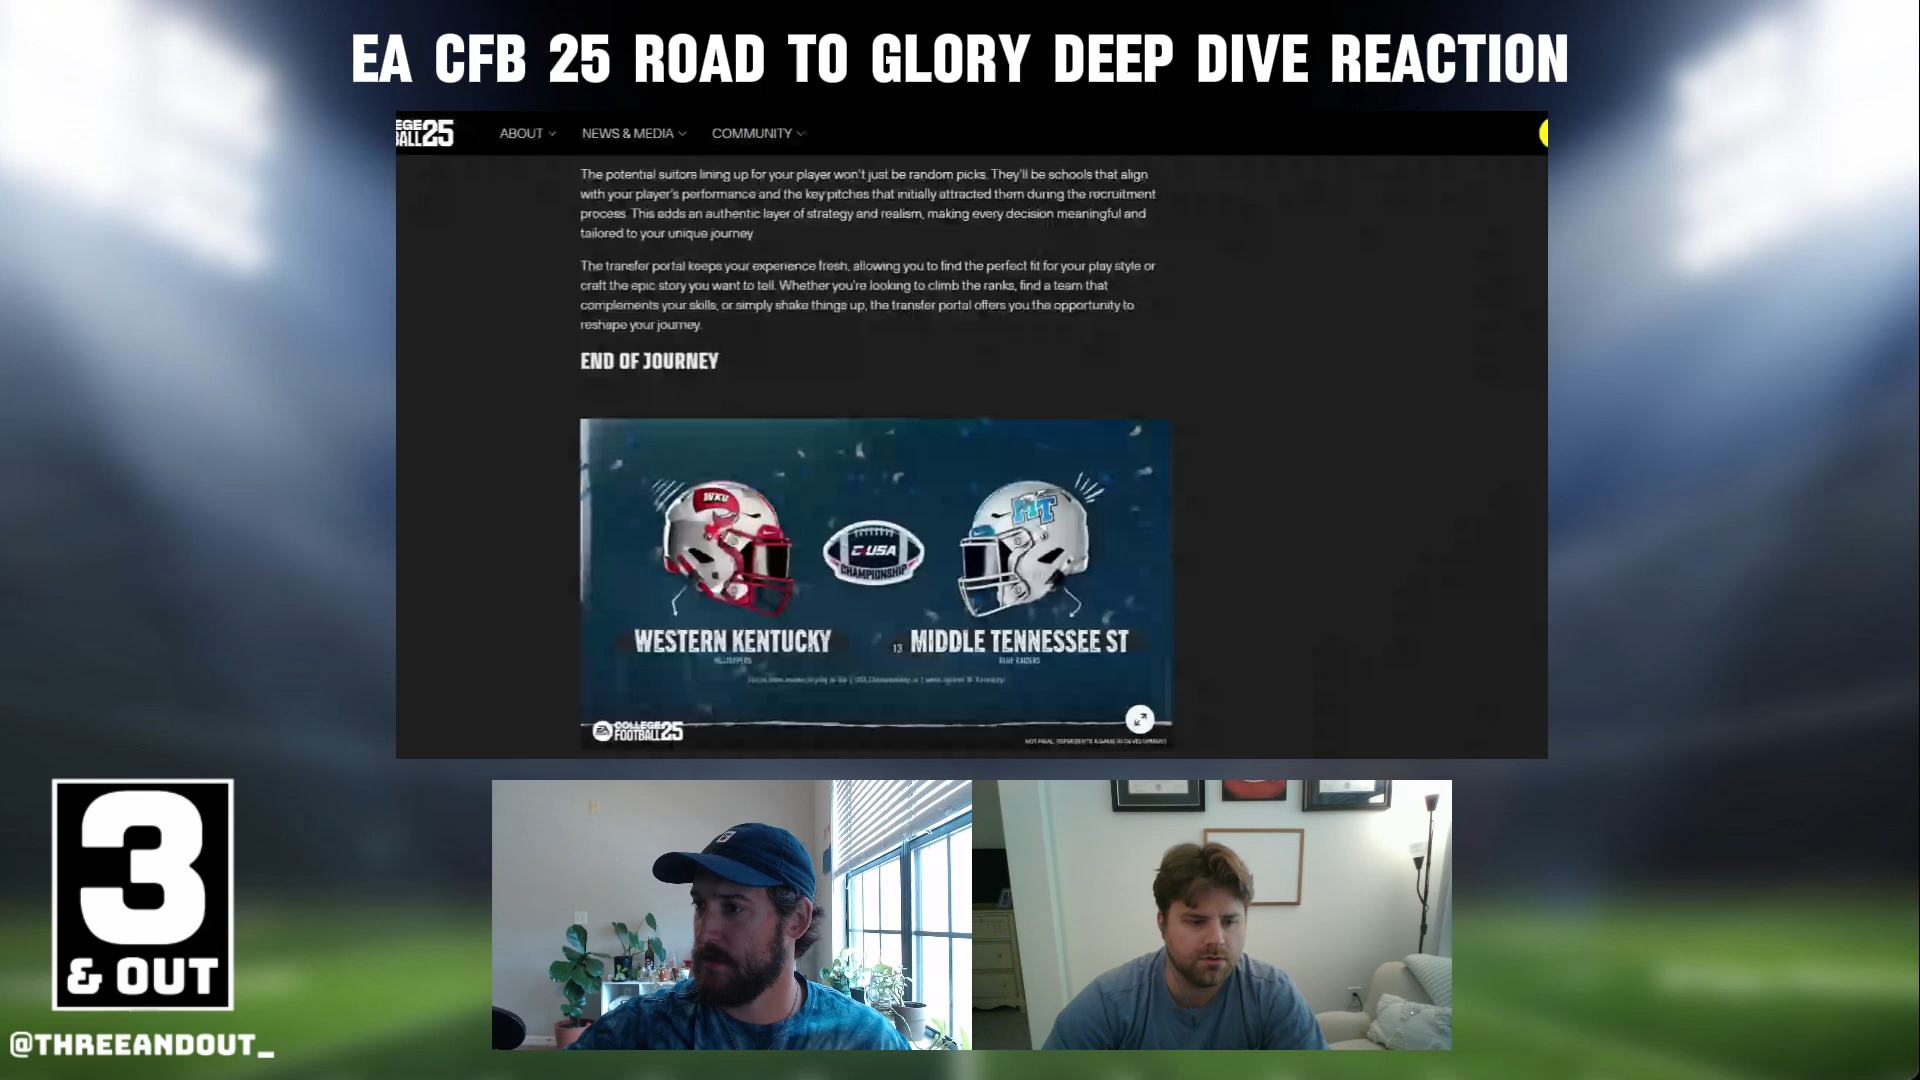 EA CFB 25 ROAD TO GLORY DEEP DIVE REACTION
EGE
BALL25
ABOUT
NEWS & MEDIA
COMMUNITY
The potential suitors lining up for your player won't just be random picks. They'll be schools that align
with your player's performance and the key pitches that initially attracted them during the recruitment
process. This adds an authentic layer of strategy and realism, making every decision meaningful and
tailored to your unique journey
The transfer portal keeps your experience fresh, allowing you to find the perfect fit for your play style or
craft the epic story you want to tell. Whether you're looking to climb the ranks, find a team that
complements your skills, or simply shake things up, the transfer portal offers you the opportunity to
reshape your journey.
END OF JOURNEY
WKU
MT
C-USA
CHAMPIONSHIP
WESTERN KENTUCKY
13 MIDDLE TENNESSEE ST
HILLTOPPERS
BLUE RAIDERS
EA
COLLEGE
FOOTBALL 25
NOT FINAL, REPRESENTS A GAME IN DEVELOPMENT
3
& OUT
@THREEANDOUT_